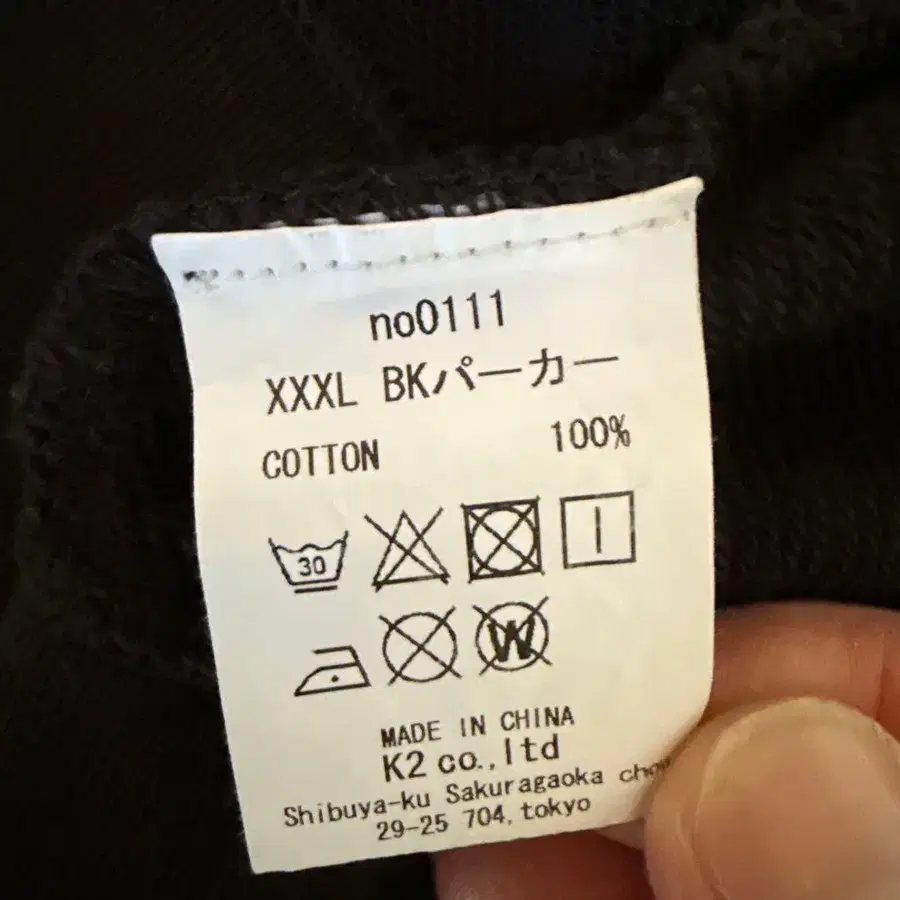 no0111
XXXL BKパーカー
COTTON 100%
30
W
MADE IN CHINA
K2 co.,ltd
Shibuya-ku Sakuragaoka
29-25 704, tokyo